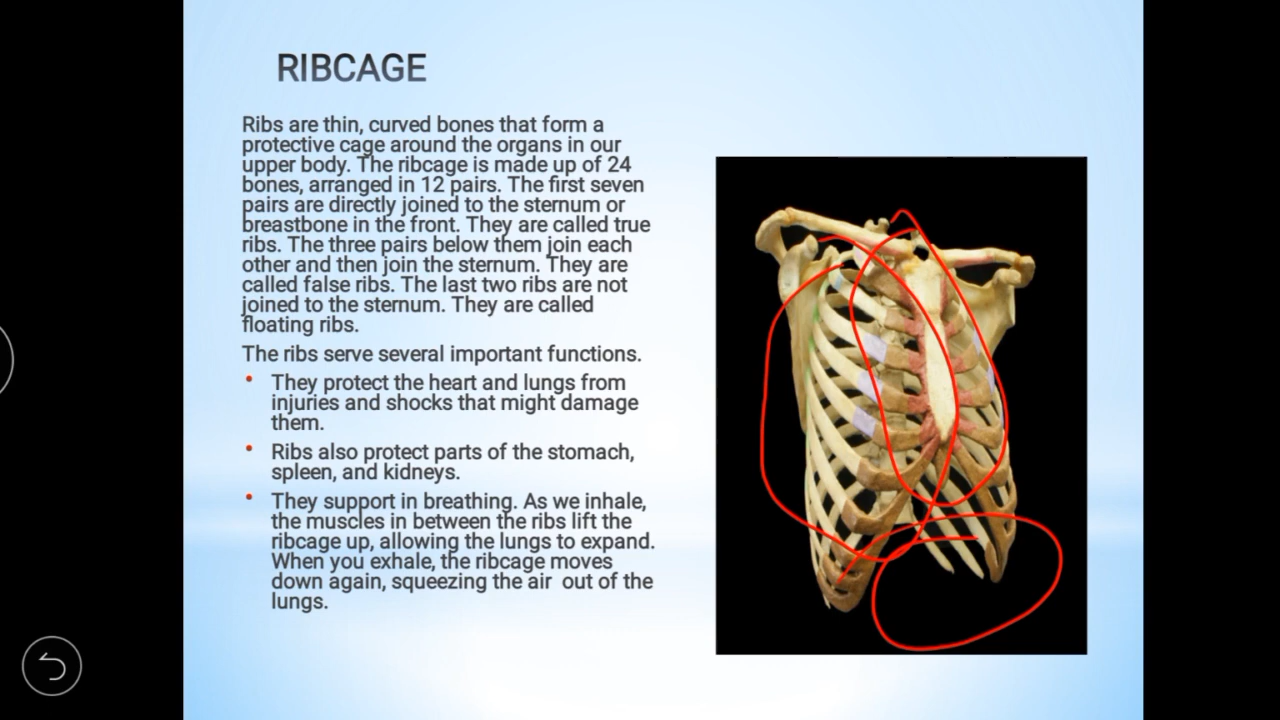 RIBCAGE
Ribs are thin, curved bones that form a
protective cage around the organs in our
upper body. The ribcage is made up of 24
bones, arranged in 12 pairs. The first seven
pairs are directly joined to the sternum or
breastbone in the front. They are called true
ribs. The three pairs below them join each
other and then join the sternum. They are
called false ribs. The last two ribs are not
joined to the sternum. They are called
floating ribs.
The ribs serve several important functions.
• They protect the heart and lungs from
injuries and shocks that might damage
them.
• Ribs also protect parts of the stomach,
spleen, and kidneys.
• They support in breathing. As we inhale,
the muscles in between the ribs lift the
ribcage up, allowing the lungs to expand.
When you exhale, the ribcage moves
down again, squeezing the air out of the
lungs.